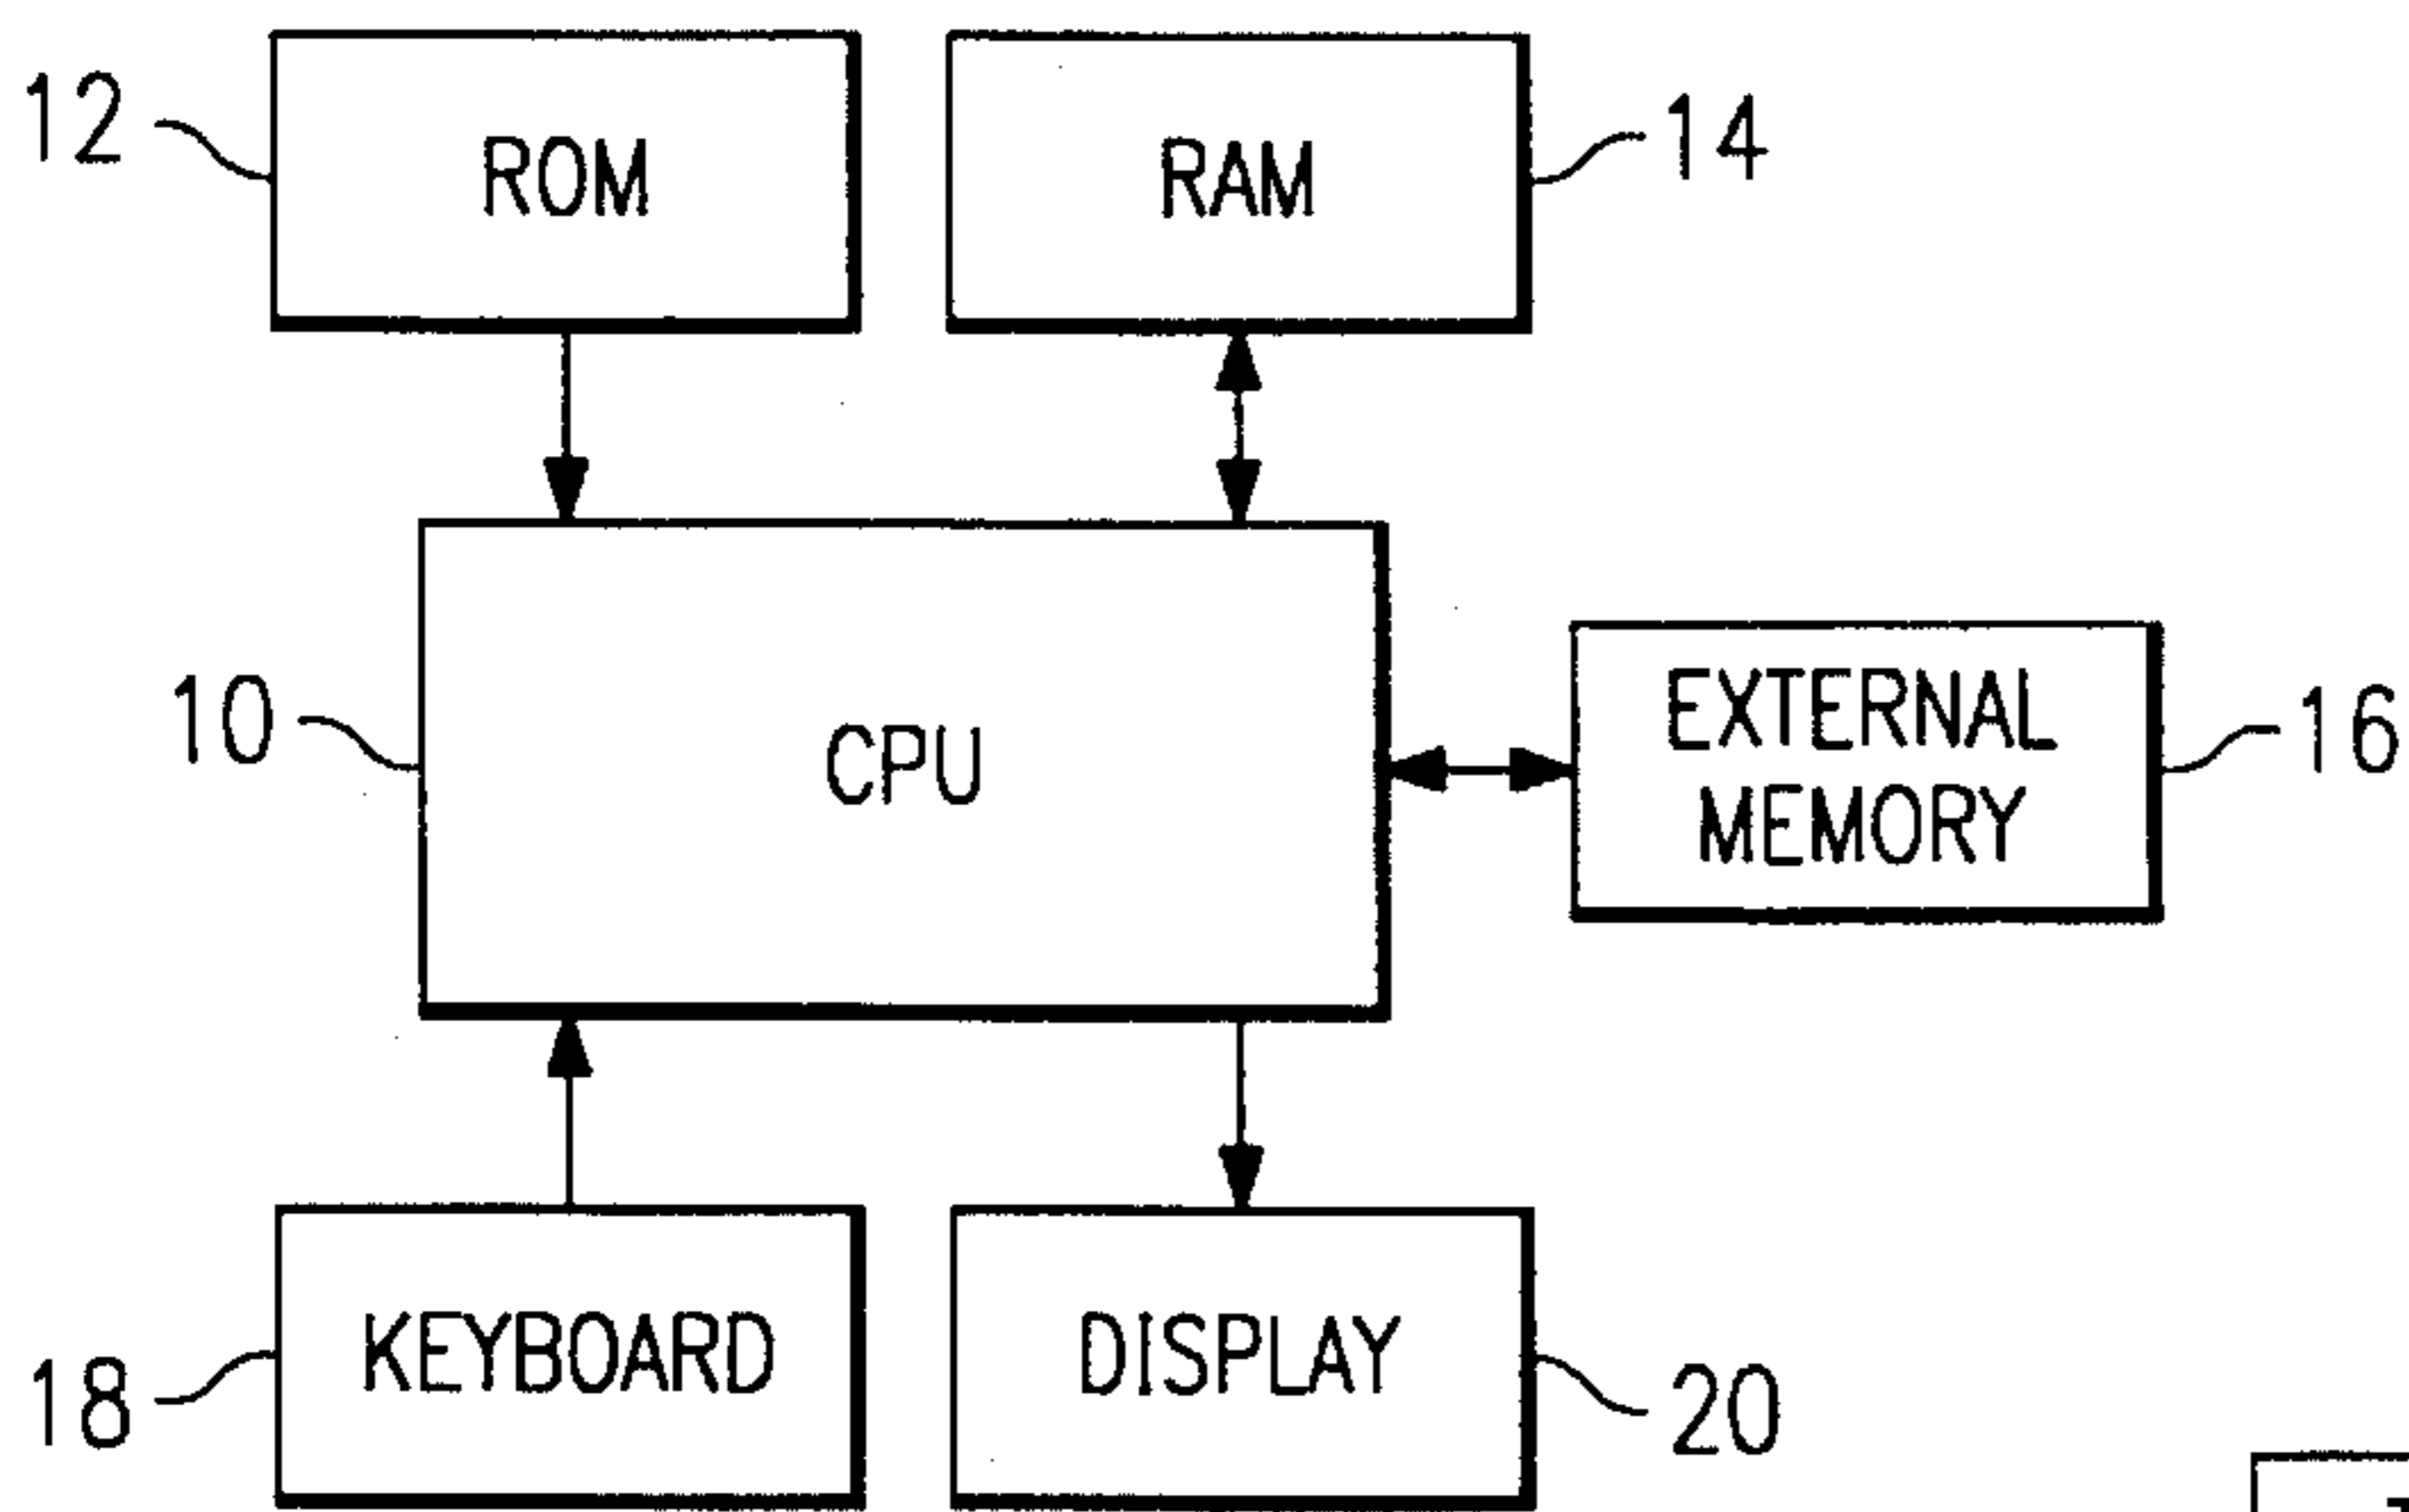 12
ROM
RAM
14
10
CPU
EXTERNAL
MEMORY
16
18
KEYBOARD
DISPLAY
20